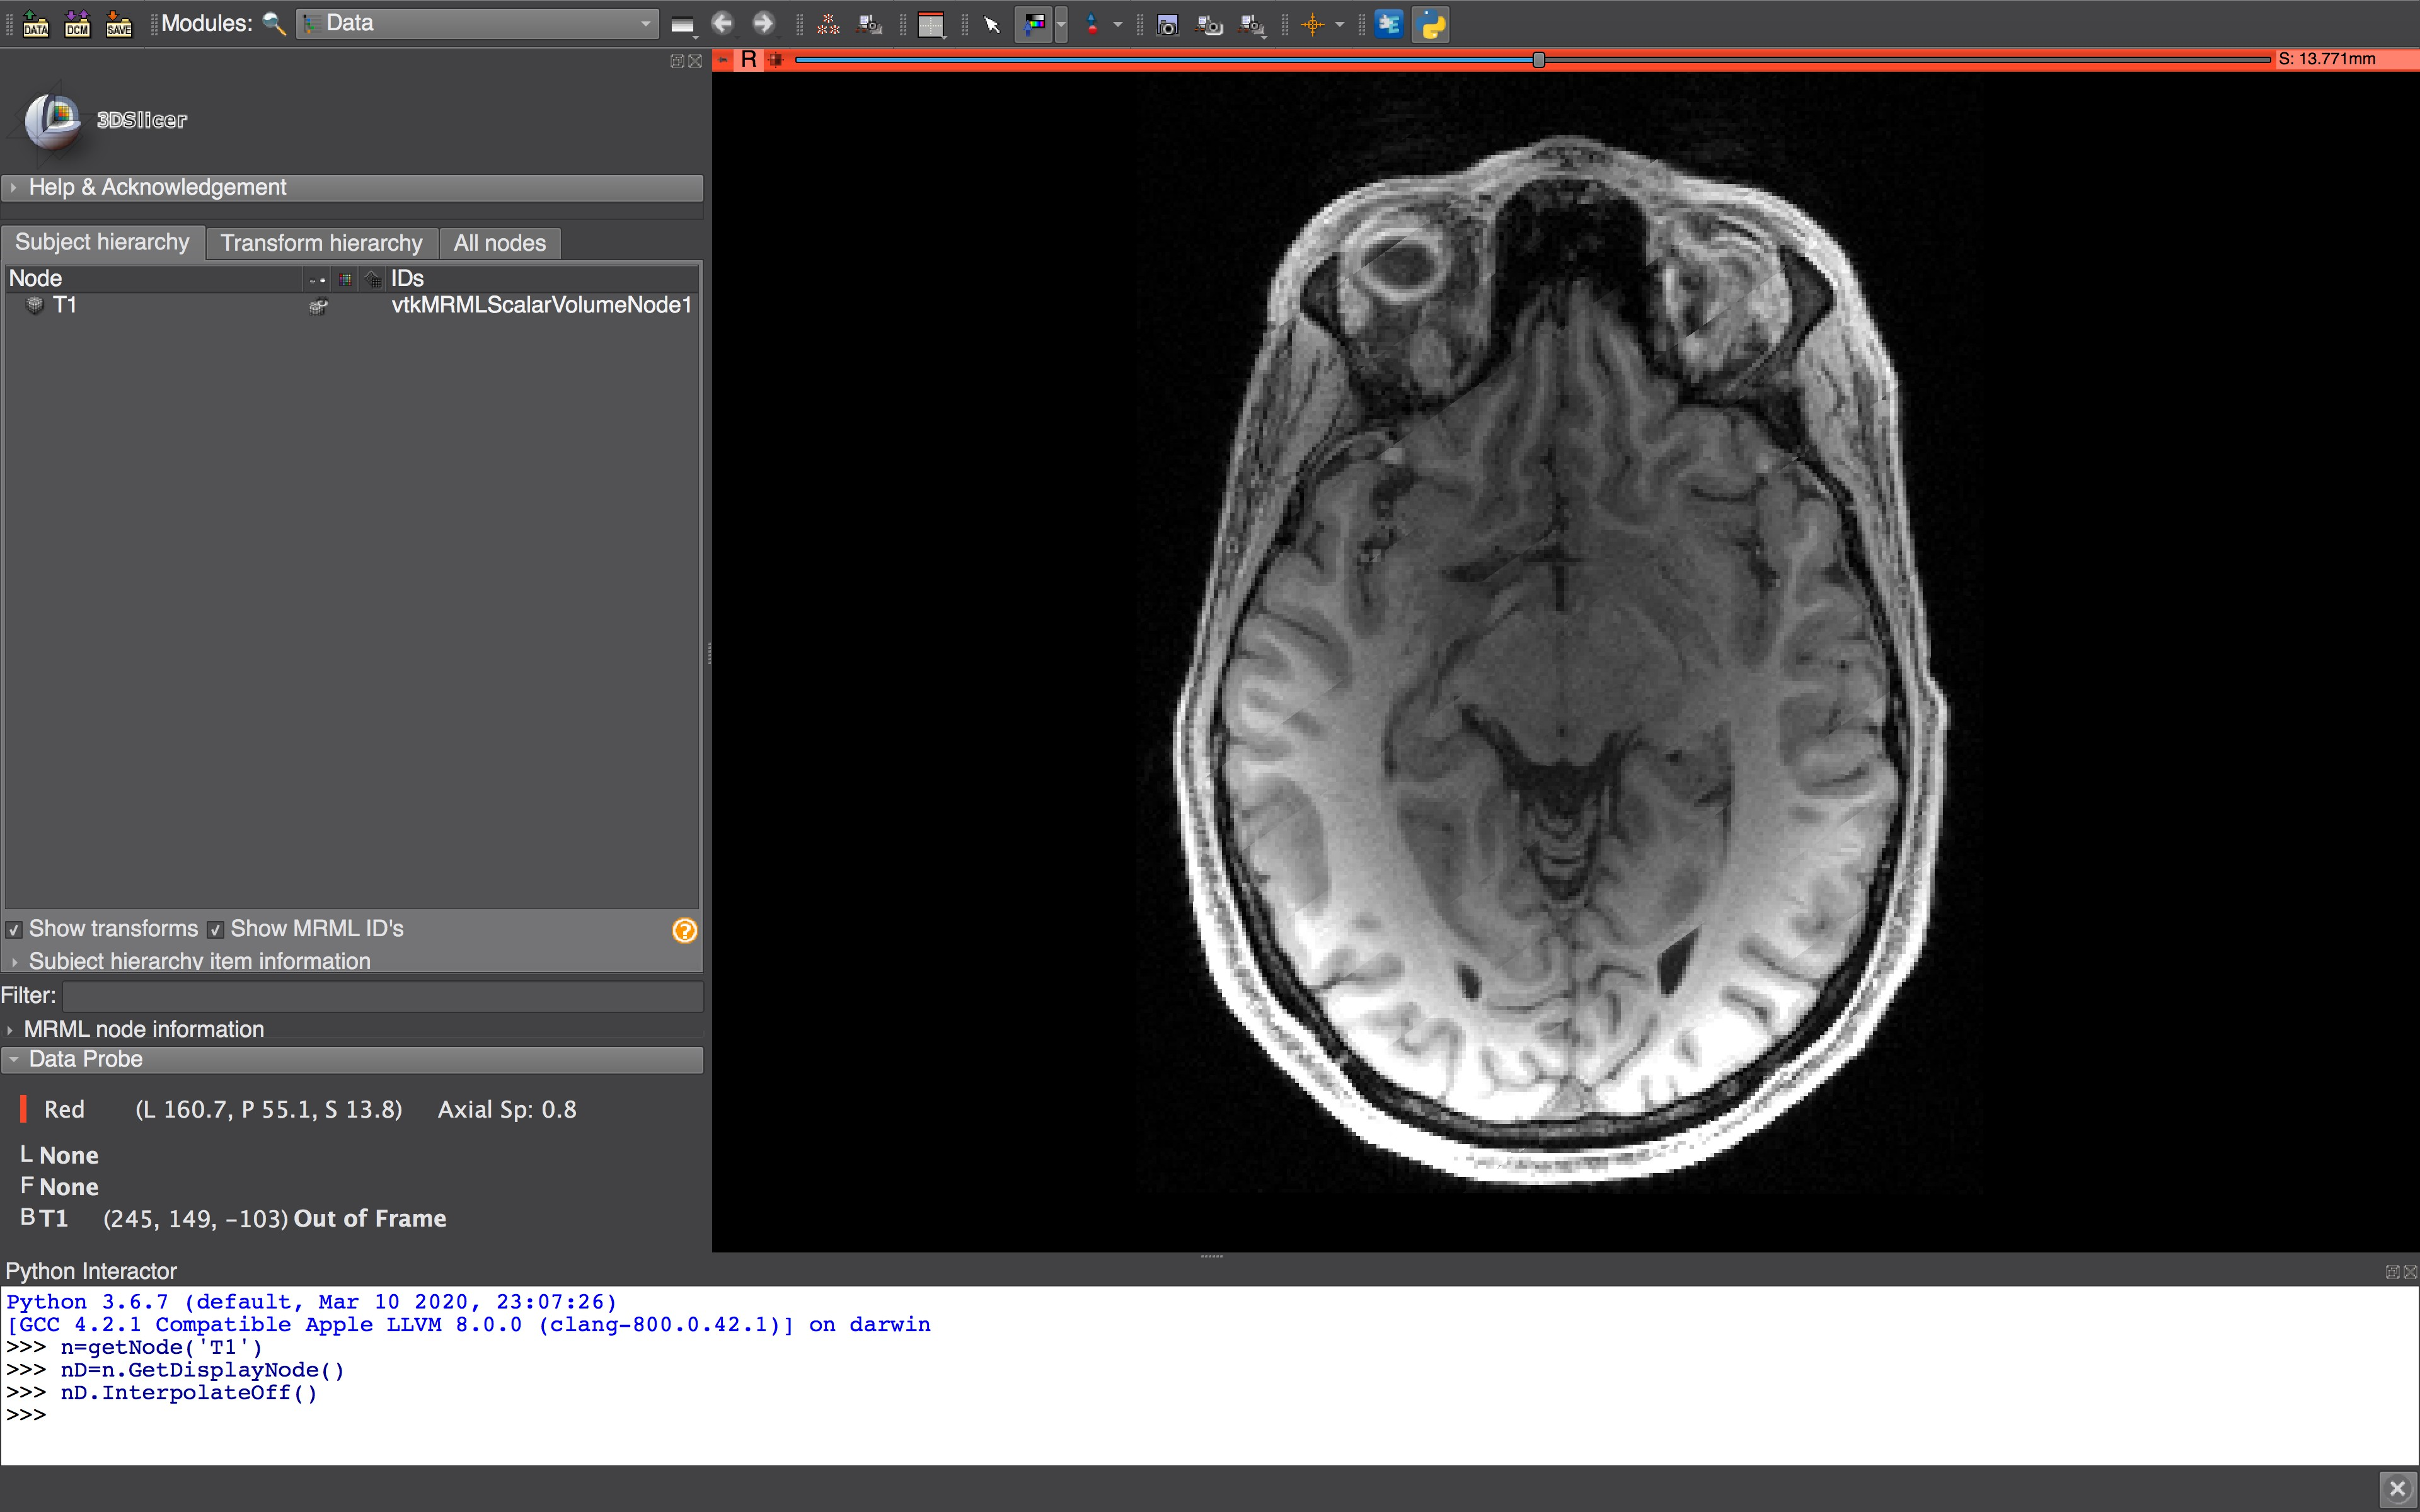 DATA DCM SAVE Modules: Data
R S: 13.771mm
3DSlicer
Help & Acknowledgement
Subject hierarchy Transform hierarchy All nodes
Node IDs
T1 vtkMRMLScalarVolumeNode1
Show transforms Show MRML ID's ?
Subject hierarchy item information
Filter:
MRML node information
Data Probe
Red (L 160.7, P 55.1, S 13.8) Axial Sp: 0.8
L None
F None
B T1 (245, 149, -103) Out of Frame
Python Interactor
Python 3.6.7 (default, Mar 10 2020, 23:07:26)
[GCC 4.2.1 Compatible Apple LLVM 8.0.0 (clang-800.0.42.1)] on darwin
>>> n=getNode('T1')
>>> nD=n.GetDisplayNode()
>>> nD.InterpolateOff()
>>>